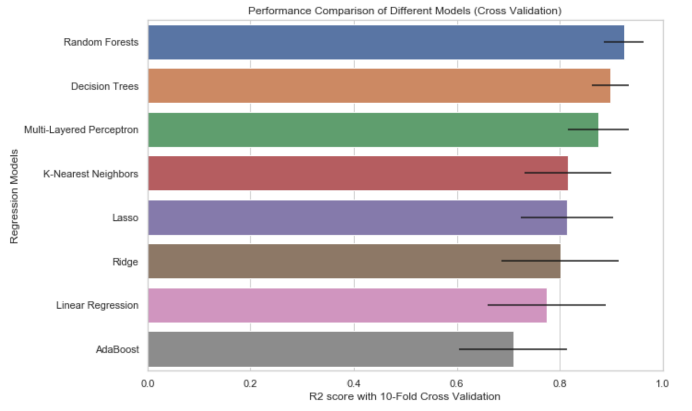 Performance Comparison of Different Models (Cross Validation)
Regression Models
Random Forests
Decision Trees
Multi-Layered Perceptron
K-Nearest Neighbors
Lasso
Ridge
Linear Regression
AdaBoost
0.0 0.2 0.4 0.6 0.8 1.0
R2 score with 10-Fold Cross Validation